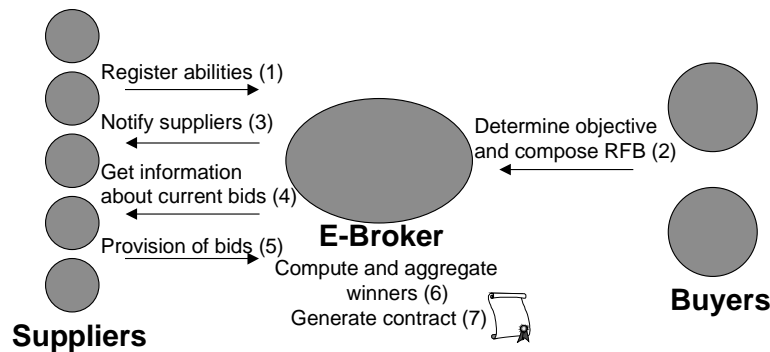 Register abilities (1)
Notify suppliers (3)
Get information
about current bids (4)
Provision of bids (5)
Suppliers
E-Broker
Compute and aggregate
winners (6)
Generate contract (7)
Determine objective
and compose RFB (2)
Buyers